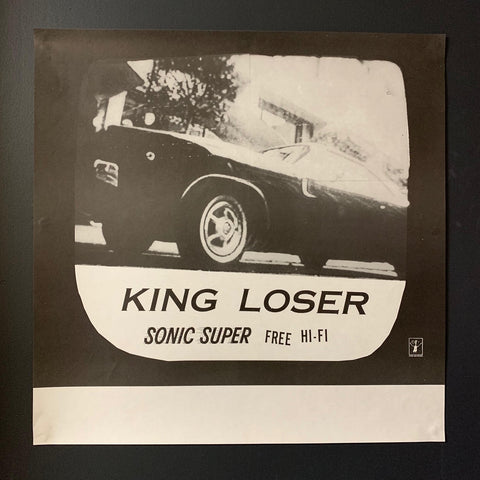 KING LOSER
SONIC SUPER FREE HI-FI